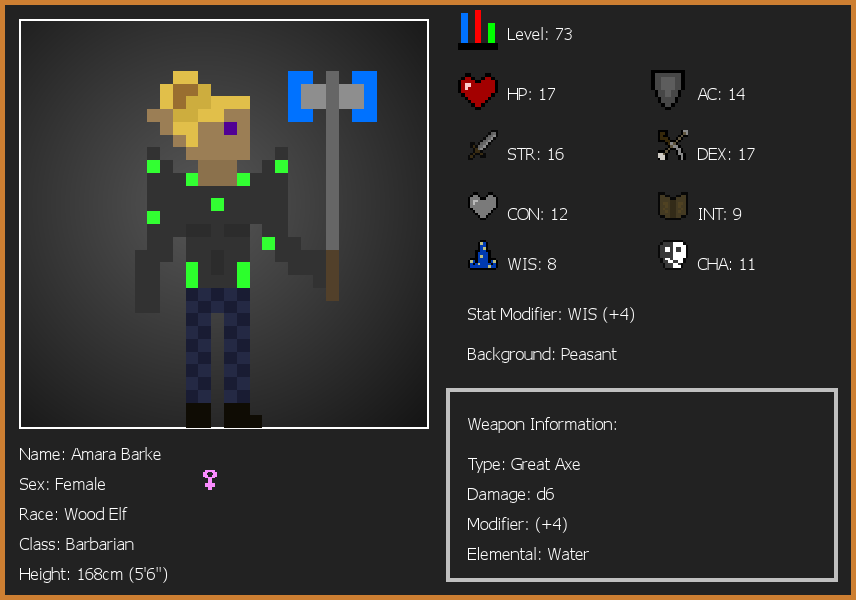 Level: 73
HP: 17
AC: 14
STR: 16
DEX: 17
CON: 12
INT: 9
WIS: 8
CHA: 11
Stat Modifier: WIS (+4)
Background: Peasant
Weapon Information:
Type: Great Axe
Damage: d6
Modifier: (+4)
Elemental: Water
Name: Amara Barke
Sex: Female
Race: Wood Elf
Class: Barbarian
Height: 168cm (5'6")